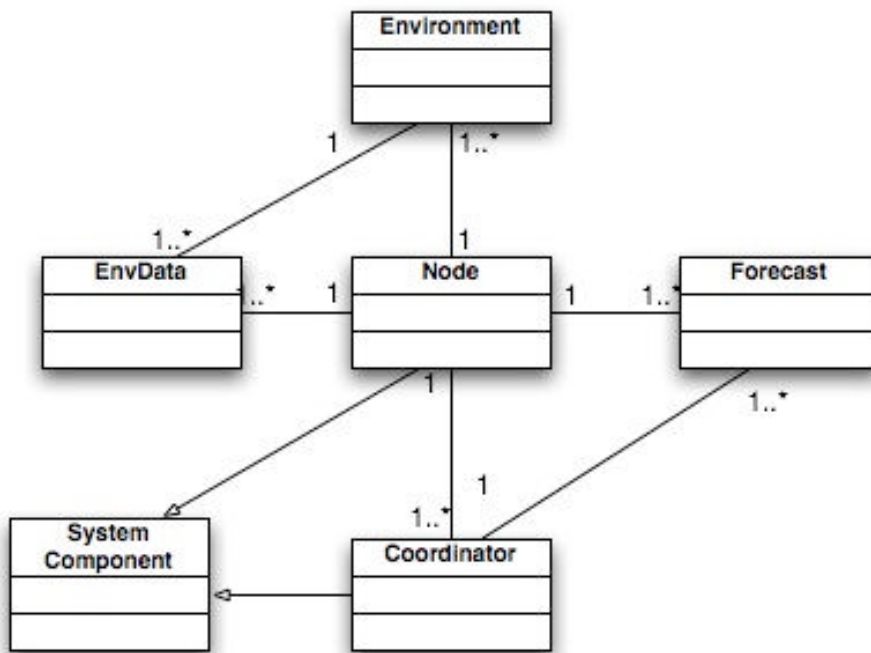 Environment
1
1..*
1..*
1
EnvData
Node
Forecast
1..*
1
1
1..*
1
1..*
1
1..*
System
Component
Coordinator